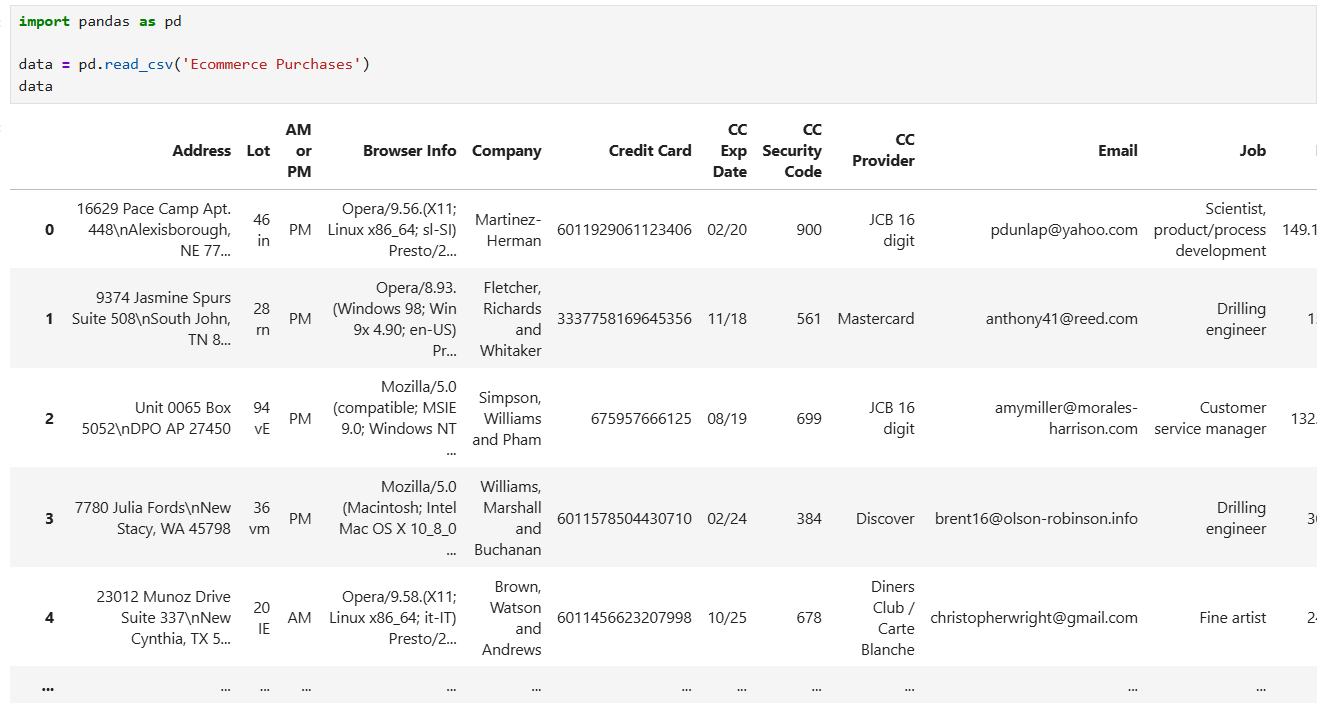 import pandas as pd
data = pd.read_csv('Ecommerce Purchases')
data
Address Lot AM or PM Browser Info Company Credit Card CC Exp Date CC Security Code CC Provider Email Job
0 16629 Pace Camp Apt. 448\nAlexisborough, NE 77... 46 in PM Opera/9.56.(X11; Linux x86_64; sl-SI) Presto/2... Martinez-Herman 6011929061123406 02/20 900 JCB 16 digit pdunlap@yahoo.com Scientist, product/process development 149.1
1 9374 Jasmine Spurs Suite 508\nSouth John, TN 8... 28 rn PM Opera/8.93.(Windows 98; Win 9x 4.90; en-US) Pr... Fletcher, Richards and Whitaker 3337758169645356 11/18 561 Mastercard anthony41@reed.com Drilling engineer
2 Unit 0065 Box 5052\nDPO AP 27450 94 vE PM Mozilla/5.0 (compatible; MSIE 9.0; Windows NT ... Simpson, Williams and Pham 675957666125 08/19 699 JCB 16 digit amymiller@morales-harrison.com Customer service manager 132.
3 7780 Julia Fords\nNew Stacy, WA 45798 36 vm PM Mozilla/5.0 (Macintosh; Intel Mac OS X 10_8_0 ... Williams, Marshall and Buchanan 6011578504430710 02/24 384 Discover brent16@olson-robinson.info Drilling engineer
4 23012 Munoz Drive Suite 337\nNew Cynthia, TX 5... 20 IE AM Opera/9.58.(X11; Linux x86_64; it-IT) Presto/2... Brown, Watson and Andrews 6011456623207998 10/25 678 Diners Club / Carte Blanche christopherwright@gmail.com Fine artist
... ... ... ... ... ... ... ... ... ... ... ...